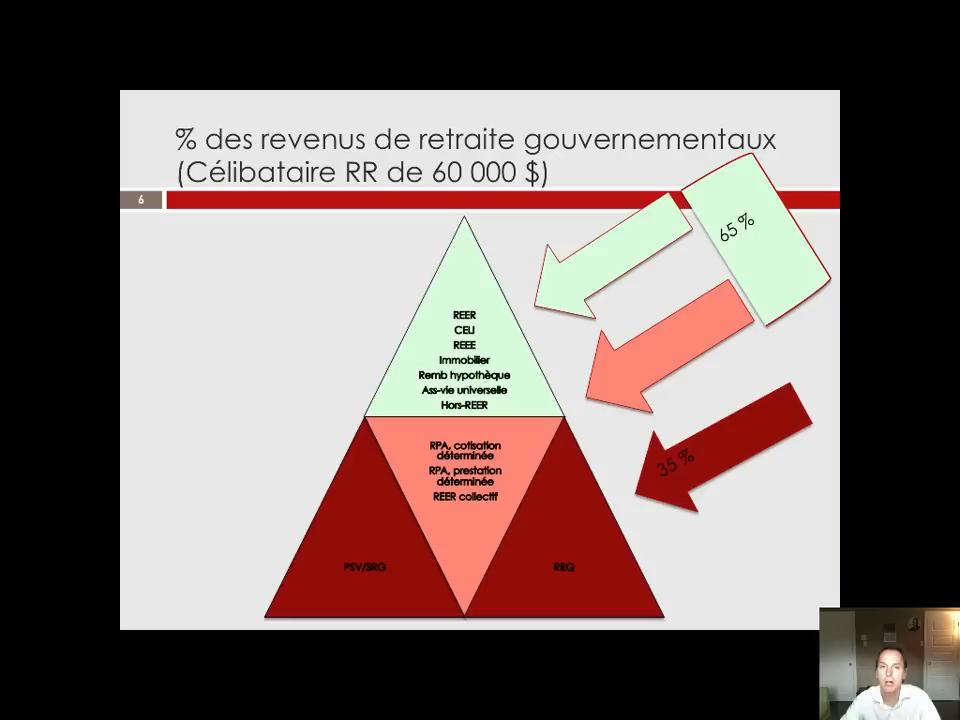 % des revenus de retraite gouvernementaux
(Célibataire RR de 60 000 $)
6
65 %
REER
CELI
REEE
Immobilier
Remb hypothèque
Ass-vie universelle
Hors-REER
RPA, cotisation
déterminée
RPA, prestation
déterminée
REER collectif
35 %
PSV/SRG
RRQ